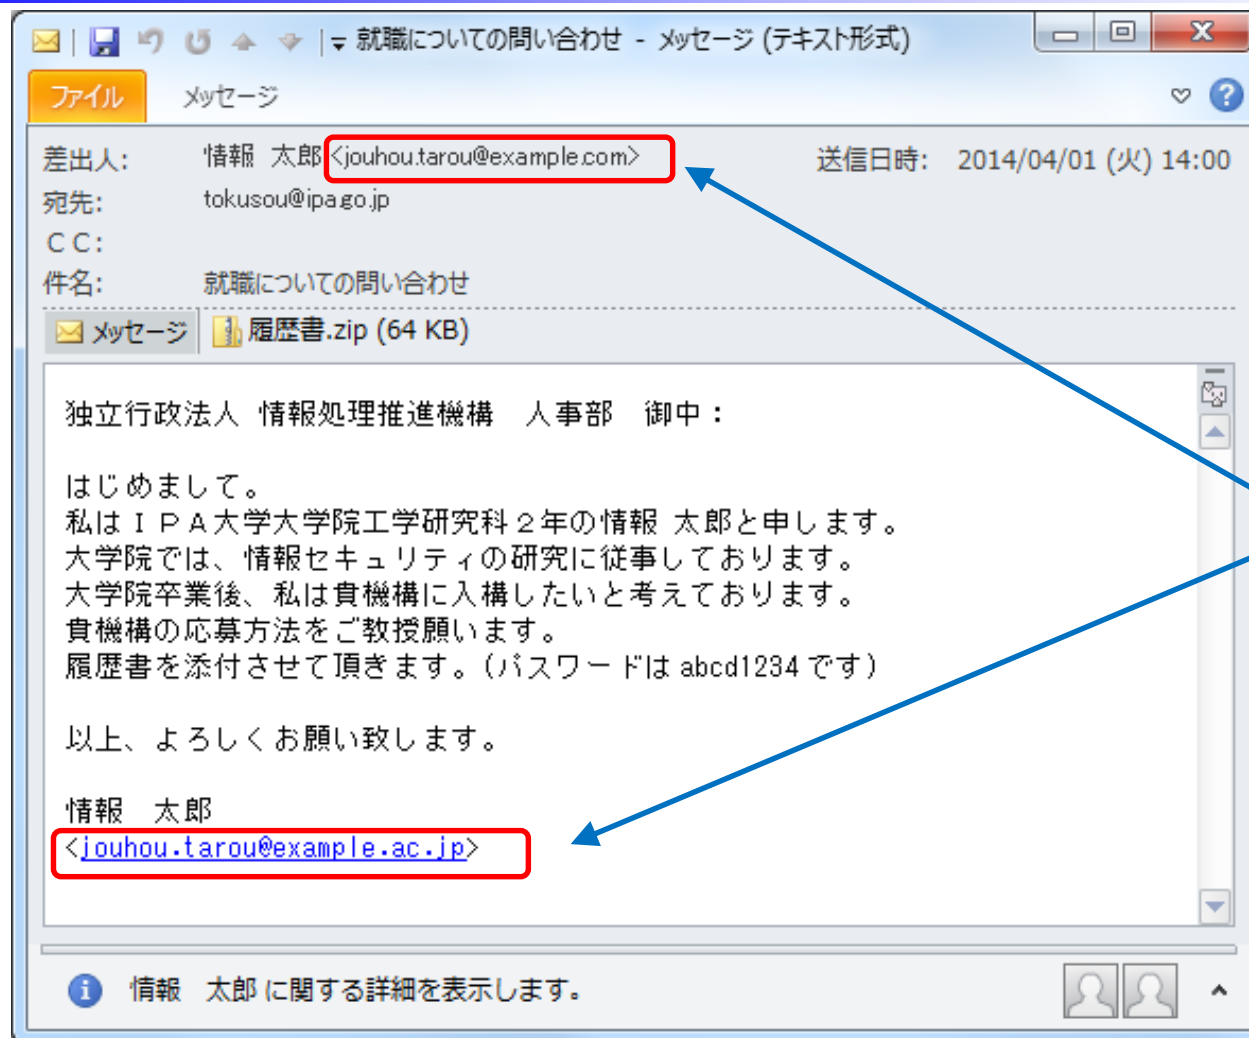 就職についての問い合わせ - メッセージ (テキスト形式)
ファイル メッセージ
差出人: 情報 太郎<jouhou.tarou@example.com> 送信日時: 2014/04/01 (火) 14:00
宛先: tokusou@ipa.go.jp
ＣＣ:
件名: 就職についての問い合わせ
メッセージ 履歴書.zip (64 KB)
独立行政法人 情報処理推進機構　人事部　御中：
はじめまして。
私はＩＰＡ大学大学院工学研究科２年の情報 太郎と申します。
大学院では、情報セキュリティの研究に従事しております。
大学院卒業後、私は貴機構に入構したいと考えております。
貴機構の応募方法をご教授願います。
履歴書を添付させて頂きます。（パスワードは abcd1234 です）
以上、よろしくお願い致します。
情報　太郎
<jouhou.tarou@example.ac.jp>
情報　太郎 に関する詳細を表示します。